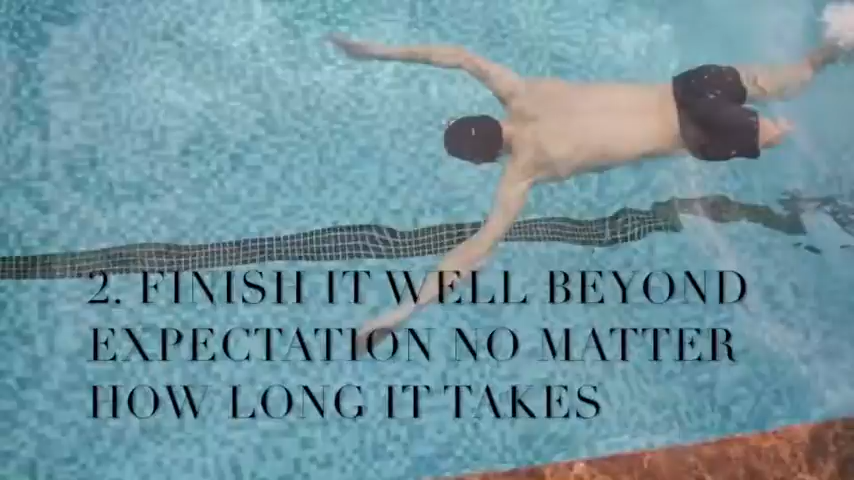 2. FINISH IT WELL BEYOND
EXPECTATION NO MATTER
HOW LONG IT TAKES